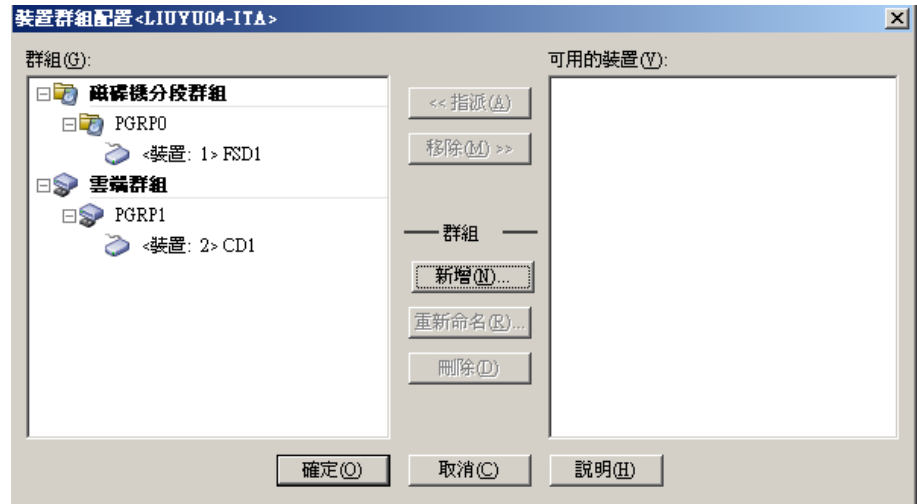 裝置群組配置<LIUYU04-ITA>
群組(G):
可用的裝置(V):
磁碟機分段群組
PGRP0
<裝置: 1> FSD1
雲端群組
PGRP1
<裝置: 2> CD1
<< 指派(A)
移除(M) >>
群組
新增(N)...
重新命名(R)...
刪除(D)
確定(O)
取消(C)
說明(H)